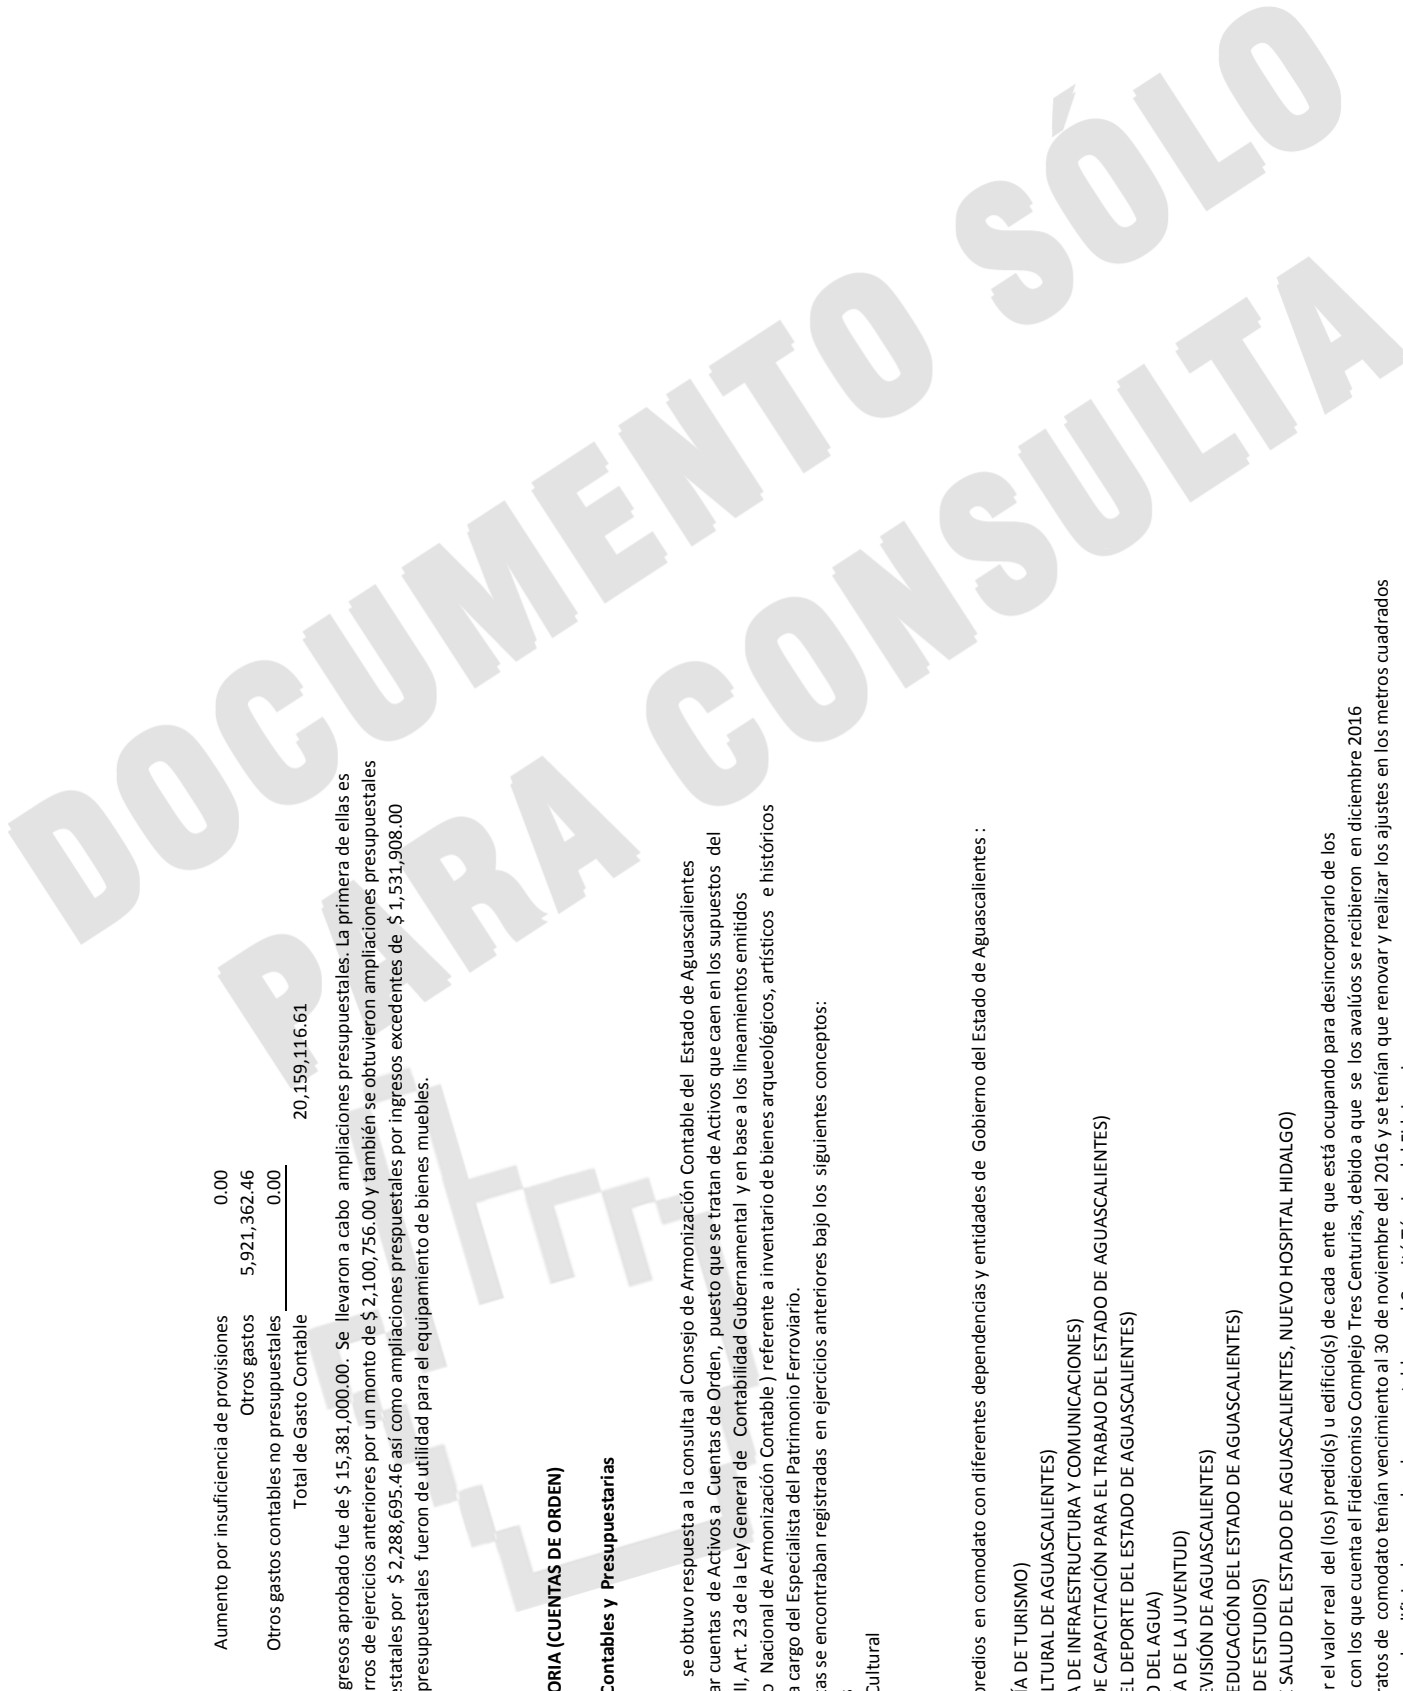 DOCUMENTO SÓLO
PARA CONSULTA
Aumento por insuficiencia de provisiones 0.00
Otros gastos 5,921,362.46
Otros gastos contables no presupuestales 0.00
Total de Gasto Contable 20,159,116.61
gresos aprobado fue de $ 15,381,000.00. Se llevaron a cabo ampliaciones presupuestales. La primera de ellas es
rros de ejercicios anteriores por un monto de $ 2,100,756.00 y también se obtuvieron ampliaciones presupuestales
estatales por $ 2,288,695.46 así como ampliaciones prespuestales por ingresos excedentes de $ 1,531,908.00
presupuestales fueron de utilidad para el equipamiento de bienes muebles.
ORIA (CUENTAS DE ORDEN)
Contables y Presupuestarias
se obtuvo respuesta a la consulta al Consejo de Armonización Contable del Estado de Aguascalientes
ar cuentas de Activos a Cuentas de Orden, puesto que se tratan de Activos que caen en los supuestos del
II, Art. 23 de la Ley General de Contabilidad Gubernamental y en base a los lineamientos emitidos
o Nacional de Armonización Contable ) referente a inventario de bienes arqueológicos, artísticos e históricos
a cargo del Especialista del Patrimonio Ferroviario.
as se encontraban registradas en ejercicios anteriores bajo los siguientes conceptos:
Cultural
predios en comodato con diferentes dependencias y entidades de Gobierno del Estado de Aguascalientes :
ÍA DE TURISMO)
LTURAL DE AGUASCALIENTES)
A DE INFRAESTRUCTURA Y COMUNICACIONES)
DE CAPACITACIÓN PARA EL TRABAJO DEL ESTADO DE AGUASCALIENTES)
EL DEPORTE DEL ESTADO DE AGUASCALIENTES)
O DEL AGUA)
A DE LA JUVENTUD)
EVISIÓN DE AGUASCALIENTES)
EDUCACIÓN DEL ESTADO DE AGUASCALIENTES)
DE ESTUDIOS)
SALUD DEL ESTADO DE AGUASCALIENTES, NUEVO HOSPITAL HIDALGO)
r el valor real del (los) predio(s) u edificio(s) de cada ente que está ocupando para desincorporarlo de los
con los que cuenta el Fideicomiso Complejo Tres Centurias, debido a que se los avalúos se recibieron en diciembre 2016
ratos de comodato tenían vencimiento al 30 de noviembre del 2016 y se tenían que renovar y realizar los ajustes en los metros cuadrados